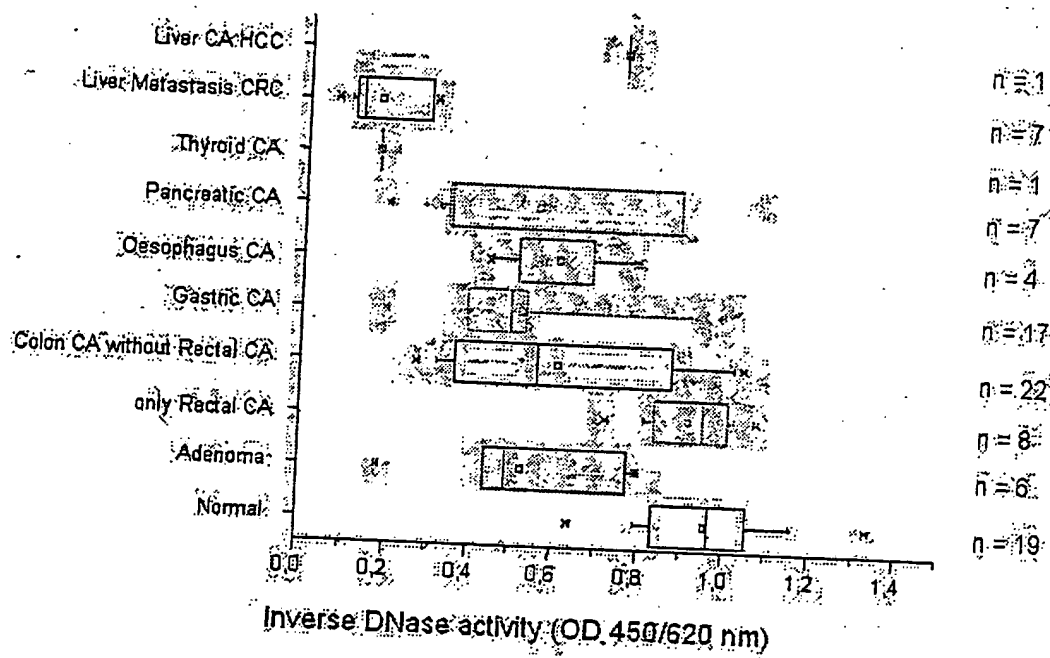 Liver CA HCC
n = 1
Liver Metastasis CRC
n = 7
Thyroid CA
n = 1
Pancreatic CA
n = 7
Oesophagus CA
n = 4
Gastric CA
n = 17
Colon CA without Rectal CA
n = 22
only Rectal CA
n = 8
Adenoma
n = 6
Normal
n = 19
0.0 0.2 0.4 0.6 0.8 1.0 1.2 1.4
Inverse DNase activity (OD 450/620 nm)